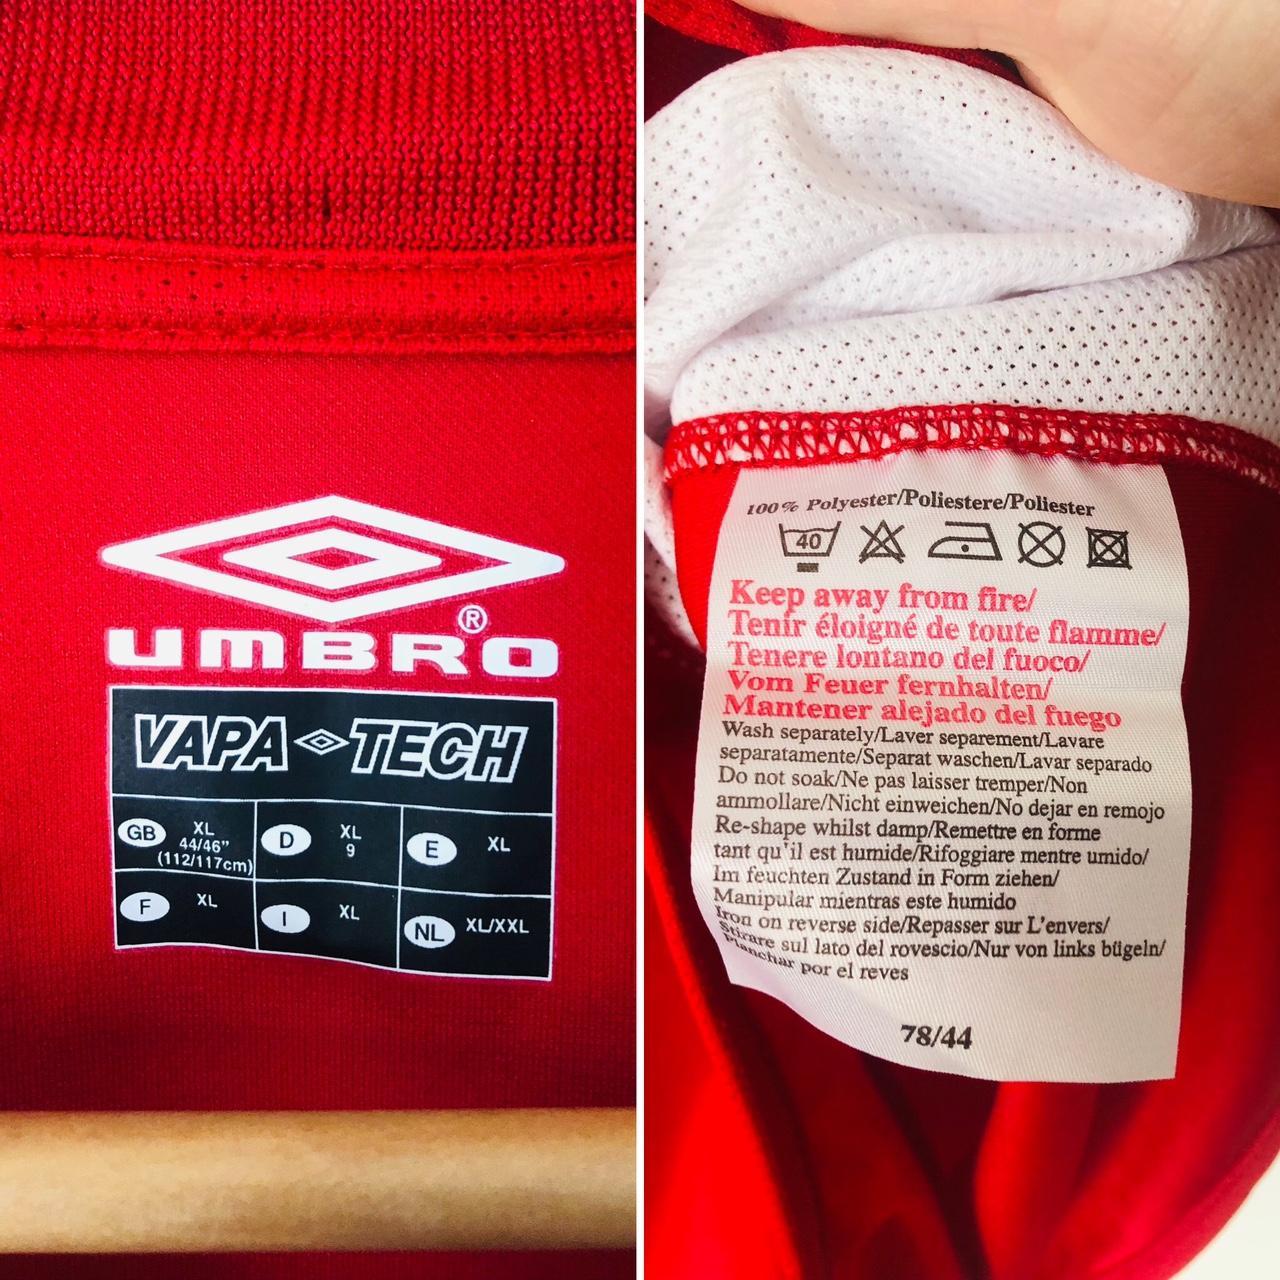 UMBRO®
VAPA TECH
GB XL 44/46" (112/117cm)
D XL 9
E XL
F XL
I XL
NL XL/XXL
100% Polyester/Poliestere/Poliester
40
Keep away from fire/
Tenir éloigné de toute flamme/
Tenere lontano del fuoco/
Vom Feuer fernhalten/
Mantener alejado del fuego
Wash separately/Laver separement/Lavare
separatamente/Separat waschen/Lavar separado
Do not soak/Ne pas laisser tremper/Non
ammollare/Nicht einweichen/No dejar en remojo
Re-shape whilst damp/Remettre en forme
tant qu'il est humide/Rifoggiare mentre umido/
Im feuchten Zustand in Form ziehen/
Manipular mientras este humido
Iron on reverse side/Repasser sur L'envers/
Stirare sul lato del rovescio/Nur von links bügeln/
Planchar por el reves
78/44